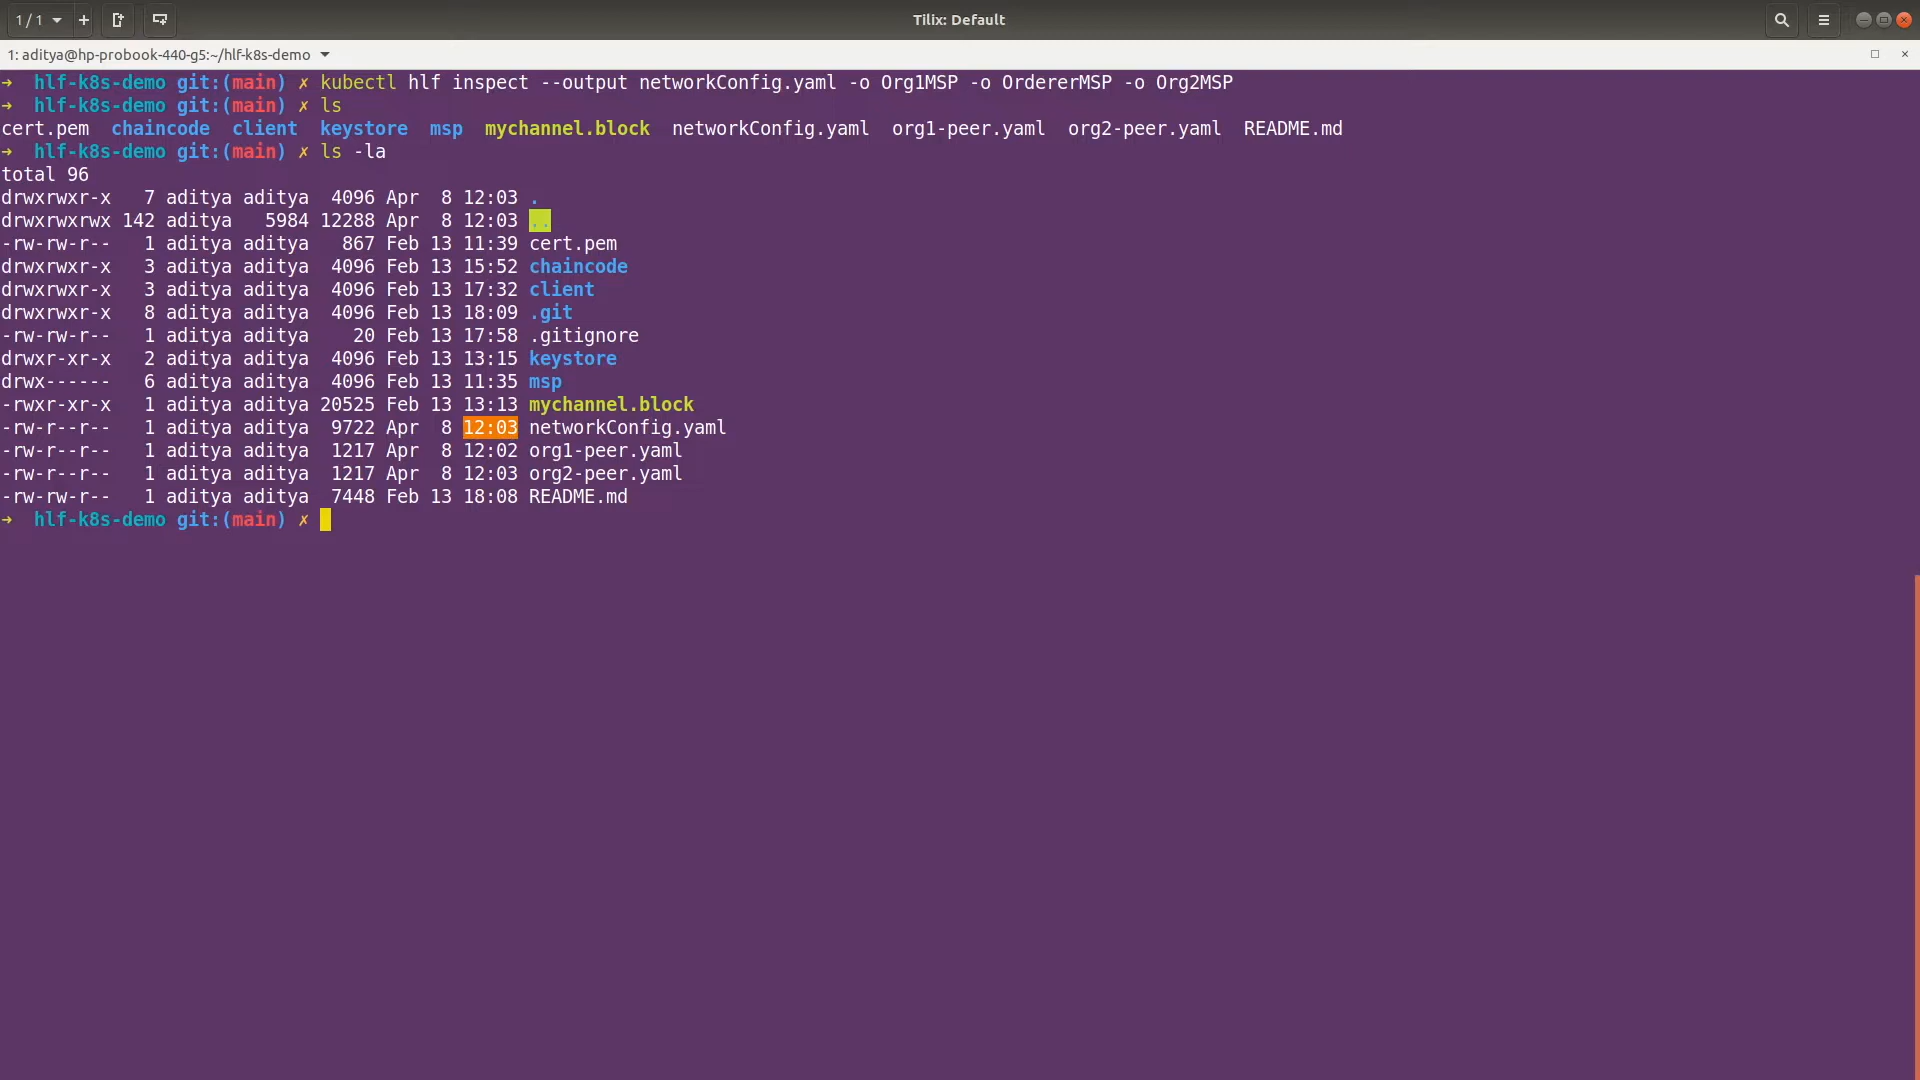 1 / 1
Tilix: Default
1: aditya@hp-probook-440-g5:~/hlf-k8s-demo
➜  hlf-k8s-demo git:(main) ✗ kubectl hlf inspect --output networkConfig.yaml -o Org1MSP -o OrdererMSP -o Org2MSP
➜  hlf-k8s-demo git:(main) ✗ ls
cert.pem  chaincode  client  keystore  msp  mychannel.block  networkConfig.yaml  org1-peer.yaml  org2-peer.yaml  README.md
➜  hlf-k8s-demo git:(main) ✗ ls -la
total 96
drwxrwxr-x   7 aditya aditya  4096 Apr  8 12:03 .
drwxrwxrwx 142 aditya   5984 12288 Apr  8 12:03 ..
-rw-rw-r--   1 aditya aditya   867 Feb 13 11:39 cert.pem
drwxrwxr-x   3 aditya aditya  4096 Feb 13 15:52 chaincode
drwxrwxr-x   3 aditya aditya  4096 Feb 13 17:32 client
drwxrwxr-x   8 aditya aditya  4096 Feb 13 18:09 .git
-rw-rw-r--   1 aditya aditya    20 Feb 13 17:58 .gitignore
drwxr-xr-x   2 aditya aditya  4096 Feb 13 13:15 keystore
drwx------   6 aditya aditya  4096 Feb 13 11:35 msp
-rwxr-xr-x   1 aditya aditya 20525 Feb 13 13:13 mychannel.block
-rw-r--r--   1 aditya aditya  9722 Apr  8 12:03 networkConfig.yaml
-rw-r--r--   1 aditya aditya  1217 Apr  8 12:02 org1-peer.yaml
-rw-r--r--   1 aditya aditya  1217 Apr  8 12:03 org2-peer.yaml
-rw-rw-r--   1 aditya aditya  7448 Feb 13 18:08 README.md
➜  hlf-k8s-demo git:(main) ✗